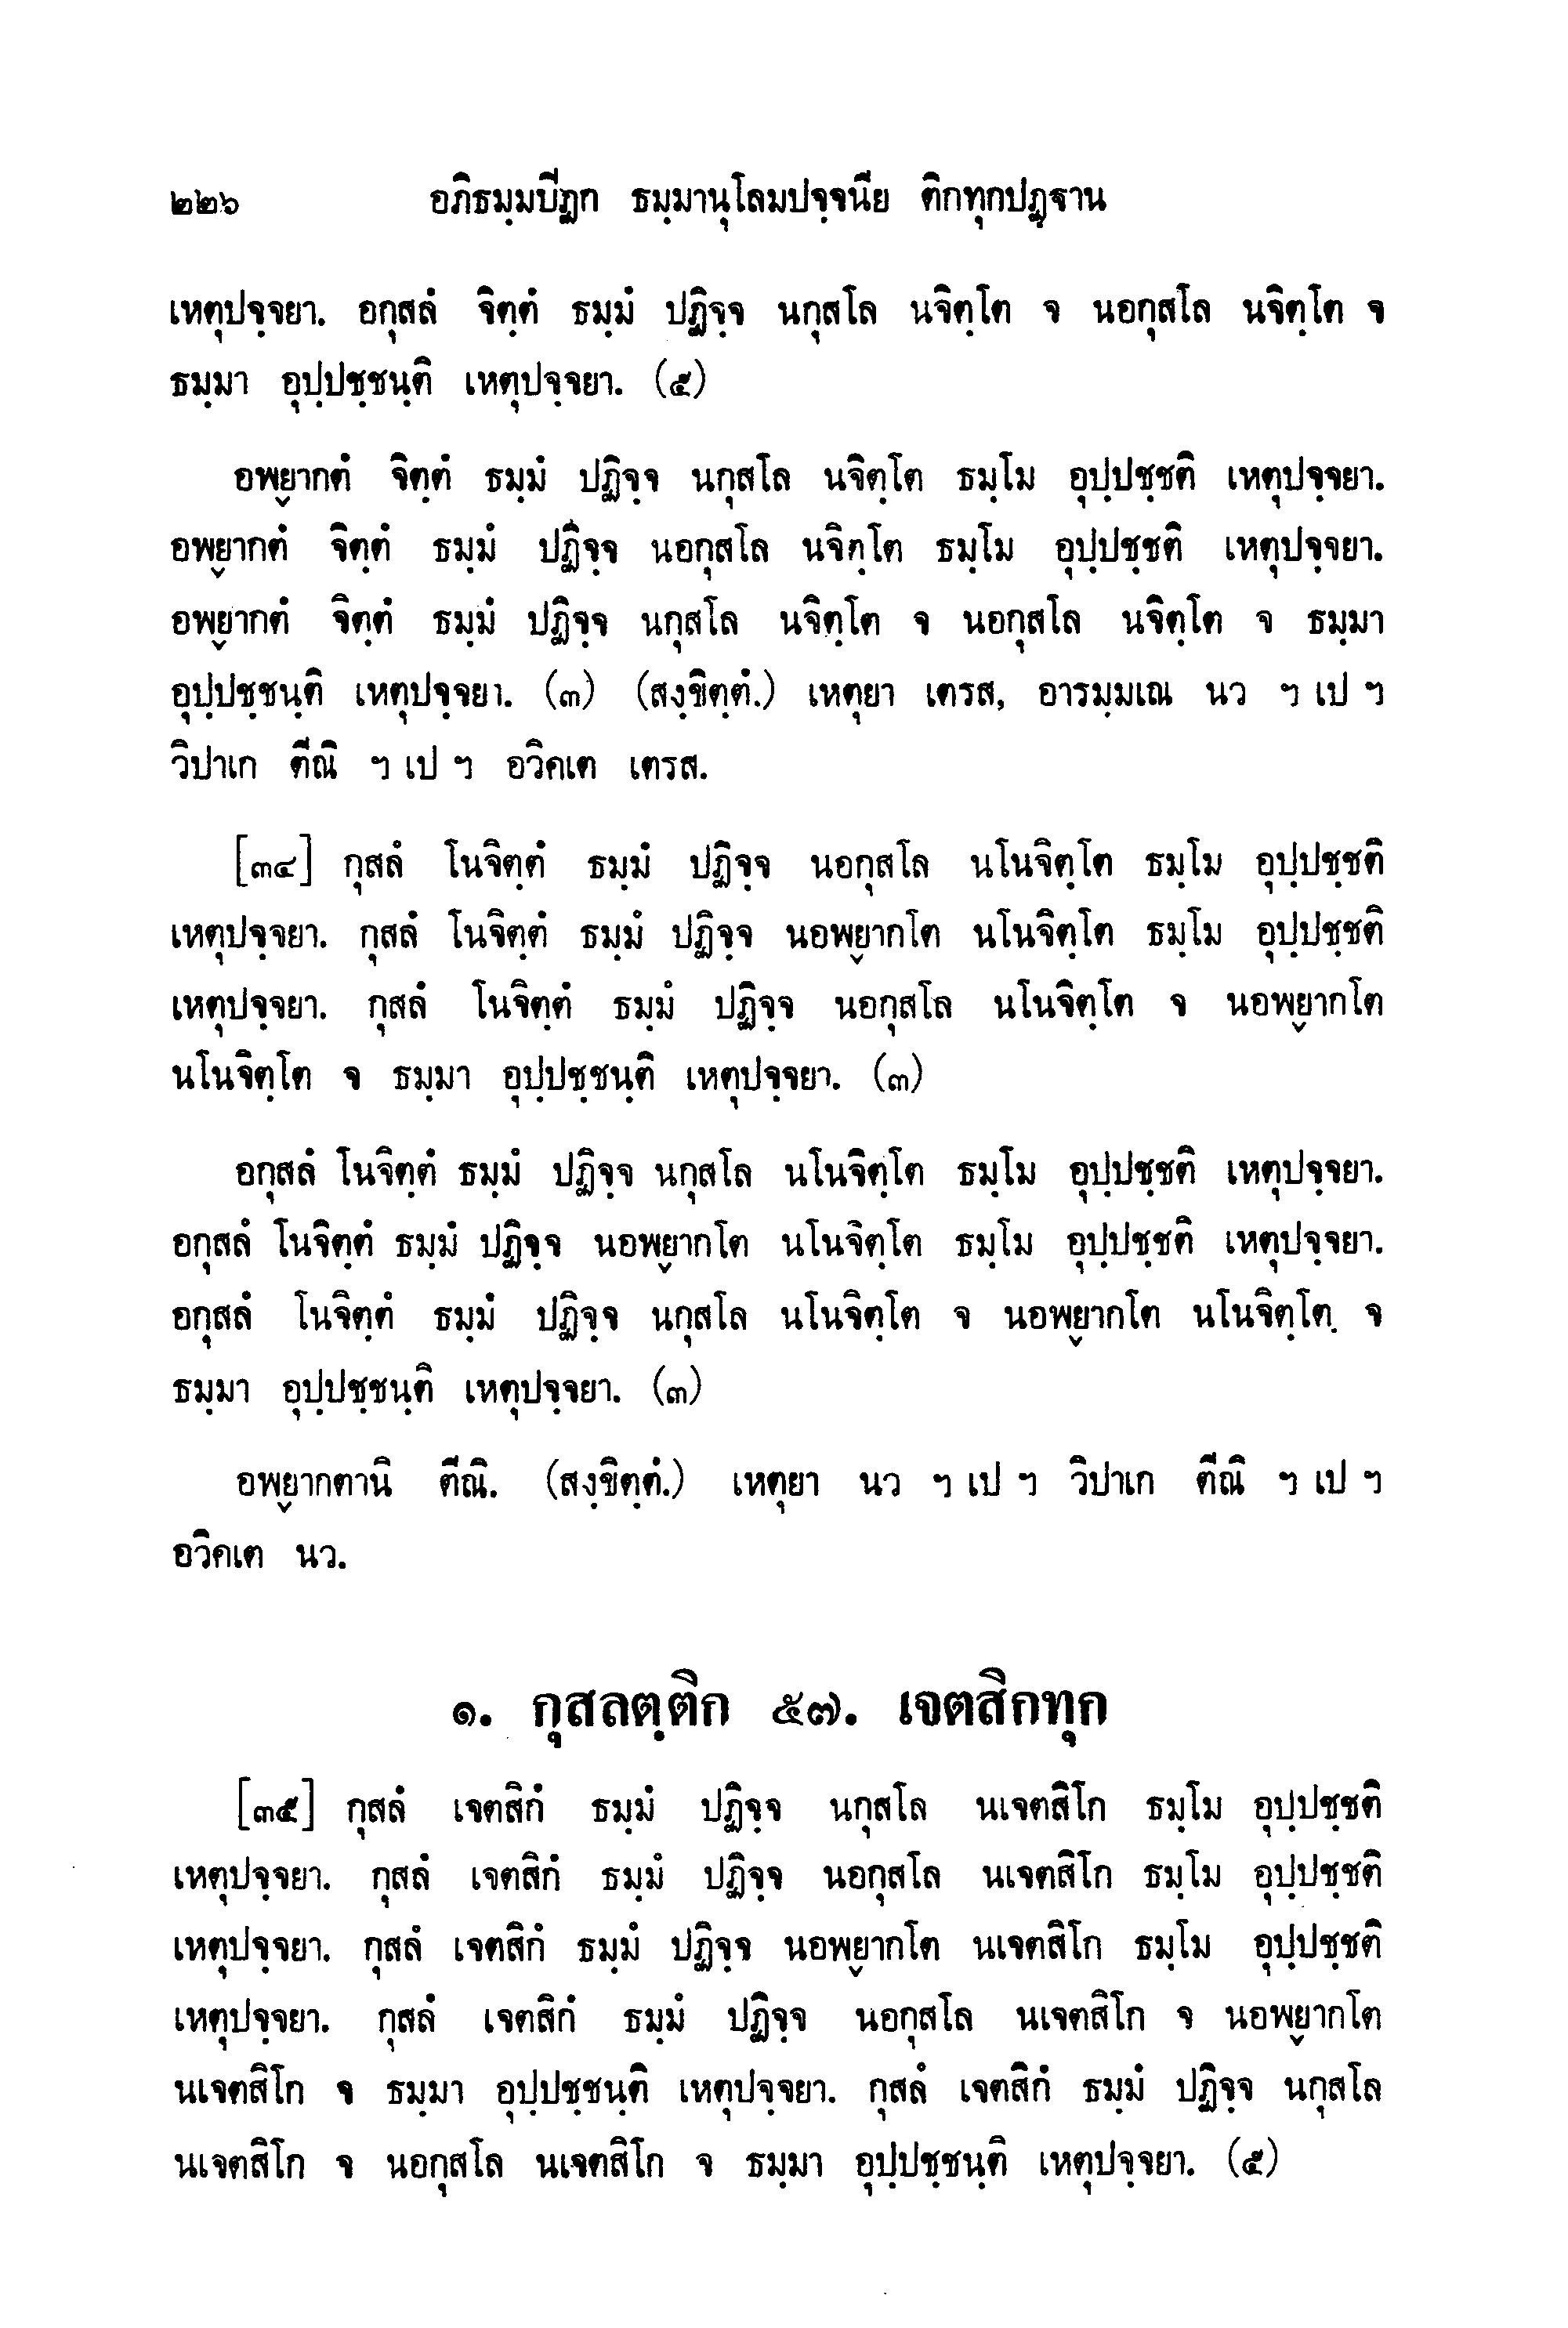 ๒๒๖ อภิธมฺมปีฏก ธมฺมานุโลมปจฺจนีย ติกทุกปฏฺฐาน
เหตุปจฺจยา. อกุสลํ จิตฺตํ ธมฺมํ ปฏิจฺจ นกุสโล นจิตฺโต จ นอกุสโล นจิตฺโต จ
ธมฺมา อุปฺปชฺชนฺติ เหตุปจฺจยา. (๕)
อพฺยากตํ จิตฺตํ ธมฺมํ ปฏิจฺจ นกุสโล นจิตฺโต ธมฺโม อุปฺปชฺชติ เหตุปจฺจยา.
อพฺยากตํ จิตฺตํ ธมฺมํ ปฏิจฺจ นอกุสโล นจิตฺโต ธมฺโม อุปฺปชฺชติ เหตุปจฺจยา.
อพฺยากตํ จิตฺตํ ธมฺมํ ปฏิจฺจ นกุสโล นจิตฺโต จ นอกุสโล นจิตฺโต จ ธมฺมา
อุปฺปชฺชนฺติ เหตุปจฺจยา. (๓) (สงฺขิตฺตํ.) เหตุยา เตรส, อารมฺมเณ นว ฯ เป ฯ
วิปาเก ตีณิ ฯ เป ฯ อวิคเต เตรส.
[๓๔] กุสลํ โนจิตฺตํ ธมฺมํ ปฏิจฺจ นอกุสโล นโนจิตฺโต ธมฺโม อุปฺปชฺชติ
เหตุปจฺจยา. กุสลํ โนจิตฺตํ ธมฺมํ ปฏิจฺจ นอพฺยากโต นโนจิตฺโต ธมฺโม อุปฺปชฺชติ
เหตุปจฺจยา. กุสลํ โนจิตฺตํ ธมฺมํ ปฏิจฺจ นอกุสโล นโนจิตฺโต จ นอพฺยากโต
นโนจิตฺโต จ ธมฺมา อุปฺปชฺชนฺติ เหตุปจฺจยา. (๓)
อกุสลํ โนจิตฺตํ ธมฺมํ ปฏิจฺจ นกุสโล นโนจิตฺโต ธมฺโม อุปฺปชฺชติ เหตุปจฺจยา.
อกุสลํ โนจิตฺตํ ธมฺมํ ปฏิจฺจ นอพฺยากโต นโนจิตฺโต ธมฺโม อุปฺปชฺชติ เหตุปจฺจยา.
อกุสลํ โนจิตฺตํ ธมฺมํ ปฏิจฺจ นกุสโล นโนจิตฺโต จ นอพฺยากโต นโนจิตฺโต จ
ธมฺมา อุปฺปชฺชนฺติ เหตุปจฺจยา. (๓)
อพฺยากตานิ ตีณิ. (สงฺขิตฺตํ.) เหตุยา นว ฯ เป ฯ วิปาเก ตีณิ ฯ เป ฯ
อวิคเต นว.
๑. กุสลตฺติก ๕๗. เจตสิกทุก
[๓๕] กุสลํ เจตสิกํ ธมฺมํ ปฏิจฺจ นกุสโล นเจตสิโก ธมฺโม อุปฺปชฺชติ
เหตุปจฺจยา. กุสลํ เจตสิกํ ธมฺมํ ปฏิจฺจ นอกุสโล นเจตสิโก ธมฺโม อุปฺปชฺชติ
เหตุปจฺจยา. กุสลํ เจตสิกํ ธมฺมํ ปฏิจฺจ นอพฺยากโต นเจตสิโก ธมฺโม อุปฺปชฺชติ
เหตุปจฺจยา. กุสลํ เจตสิกํ ธมฺมํ ปฏิจฺจ นอกุสโล นเจตสิโก จ นอพฺยากโต
นเจตสิโก จ ธมฺมา อุปฺปชฺชนฺติ เหตุปจฺจยา. กุสลํ เจตสิกํ ธมฺมํ ปฏิจฺจ นกุสโล
นเจตสิโก จ นอกุสโล นเจตสิโก จ ธมฺมา อุปฺปชฺชนฺติ เหตุปจฺจยา. (๕)